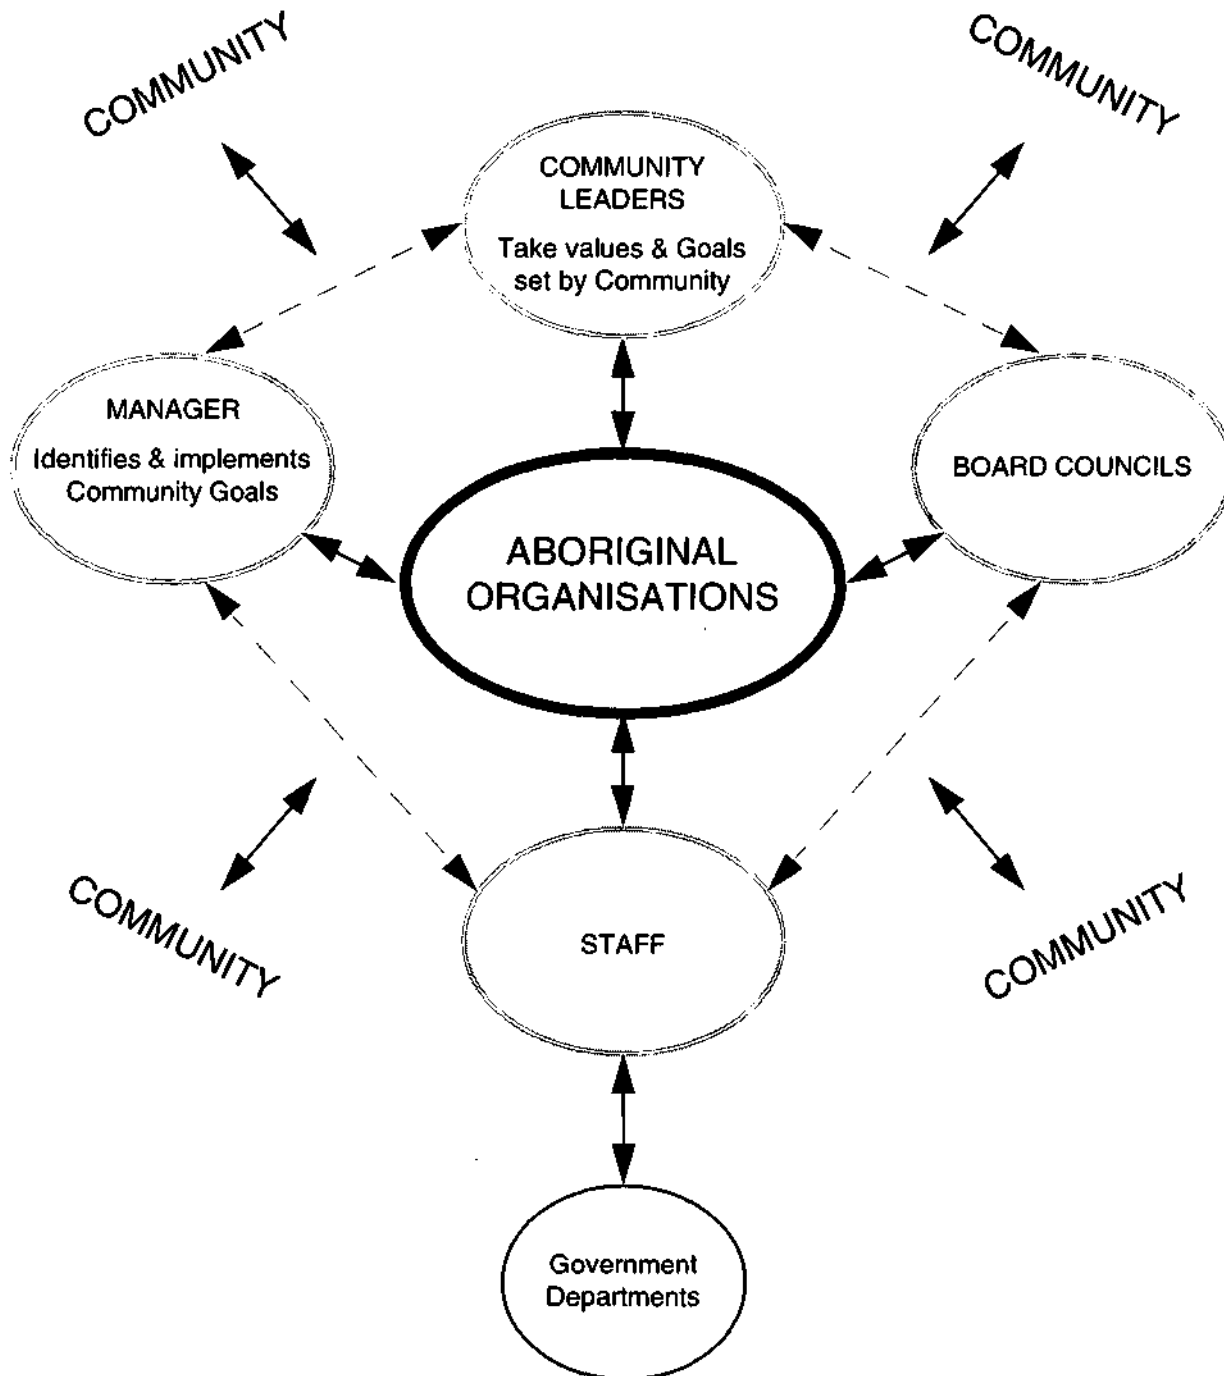 COMMUNITY
COMMUNITY
COMMUNITY
LEADERS
Take values & Goals
set by Community
MANAGER
Identifies & implements
Community Goals
BOARD COUNCILS
ABORIGINAL
ORGANISATIONS
COMMUNITY
COMMUNITY
STAFF
Government
Departments